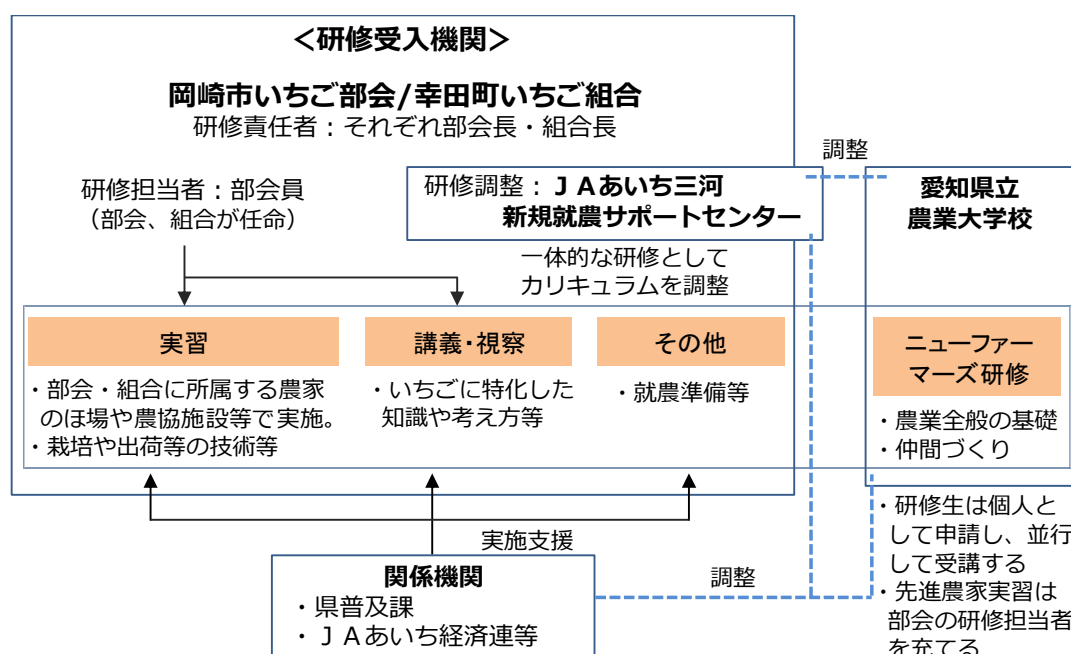 ＜研修受入機関＞
岡崎市いちご部会/幸田町いちご組合
研修責任者：それぞれ部会長・組合長
研修担当者：部会員
（部会、組合が任命）
研修調整：ＪＡあいち三河
新規就農サポートセンター
調整
愛知県立
農業大学校
一体的な研修として
カリキュラムを調整
実習
・部会・組合に所属する農家
のほ場や農協施設等で実施。
・栽培や出荷等の技術等
講義・視察
・いちごに特化した
知識や考え方等
その他
・就農準備等
ニューファー
マーズ研修
・農業全般の基礎
・仲間づくり
実施支援
関係機関
・県普及課
・ＪＡあいち経済連等
調整
・研修生は個人と
して申請し、並行
して受講する
・先進農家実習は
部会の研修担当者
を充てる